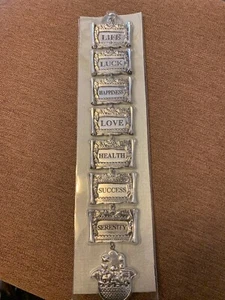 LIFE
LUCK
HAPPINESS
LOVE
HEALTH
SUCCESS
SERENITY